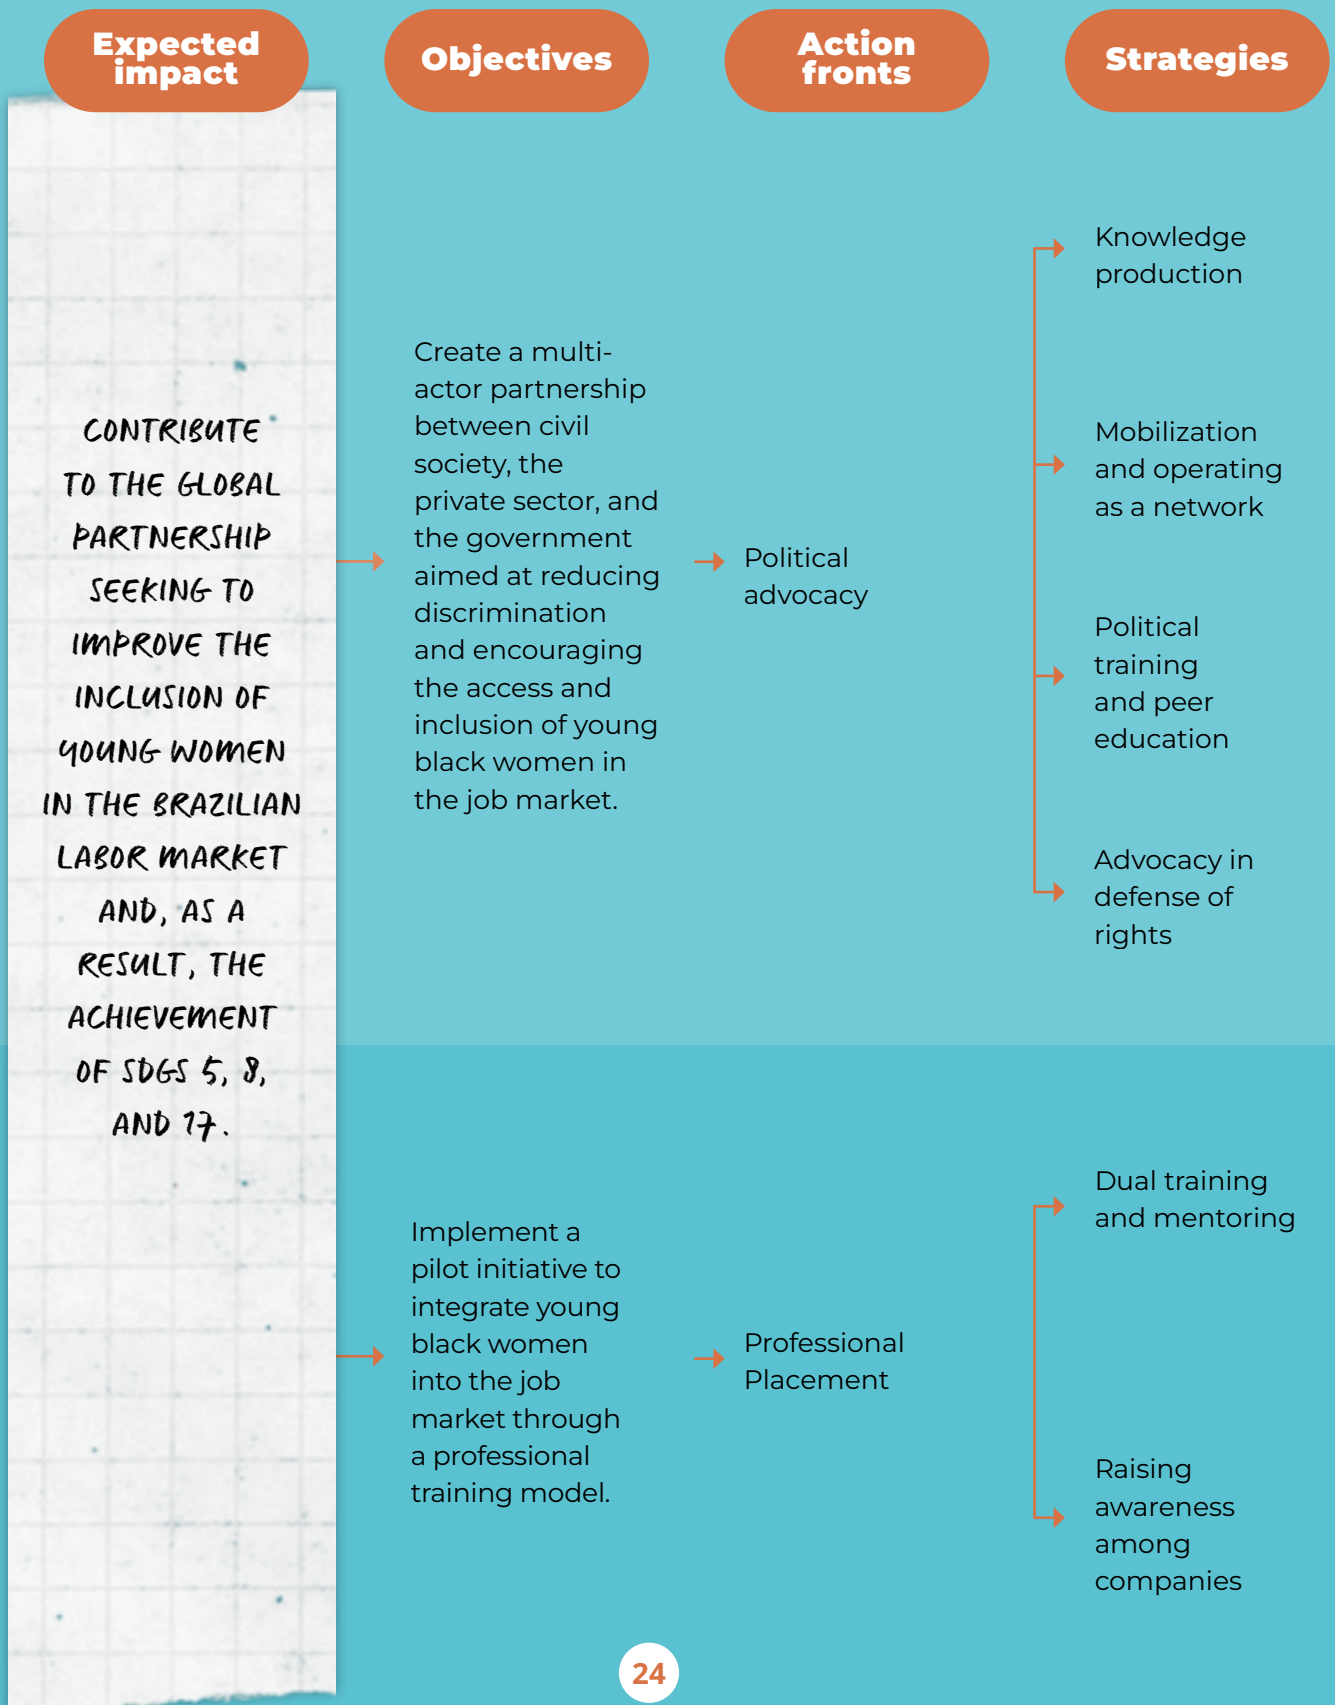 Expected
impact
Objectives
Action
fronts
Strategies
CONTRIBUTE
TO THE GLOBAL
PARTNERSHIP
SEEKING TO
IMPROVE THE
INCLUSION OF
YOUNG WOMEN
IN THE BRAZILIAN
LABOR MARKET
AND, AS A
RESULT, THE
ACHIEVEMENT
OF SDGS 5, 8,
AND 17.
Create a multi-
actor partnership
between civil
society, the
private sector, and
the government
aimed at reducing
discrimination
and encouraging
the access and
inclusion of young
black women in
the job market.
Political
advocacy
Knowledge
production
Mobilization
and operating
as a network
Political
training
and peer
education
Advocacy in
defense of
rights
Implement a
pilot initiative to
integrate young
black women
into the job
market through
a professional
training model.
Professional
Placement
Dual training
and mentoring
Raising
awareness
among
companies
24